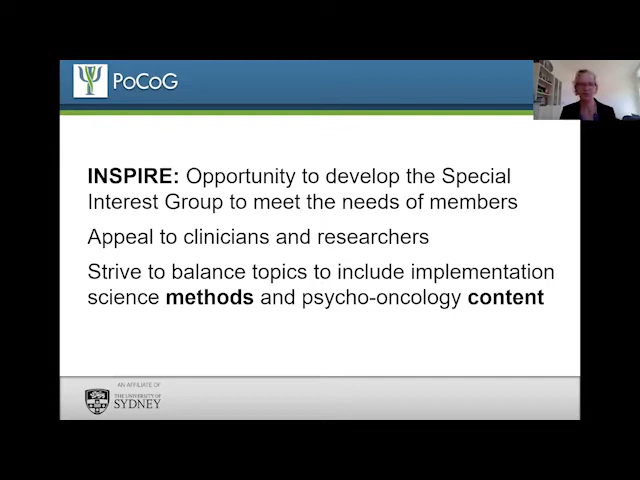 PoCoG
INSPIRE: Opportunity to develop the Special
Interest Group to meet the needs of members
Appeal to clinicians and researchers
Strive to balance topics to include implementation
science methods and psycho-oncology content
AN AFFILIATE OF
THE UNIVERSITY OF
SYDNEY